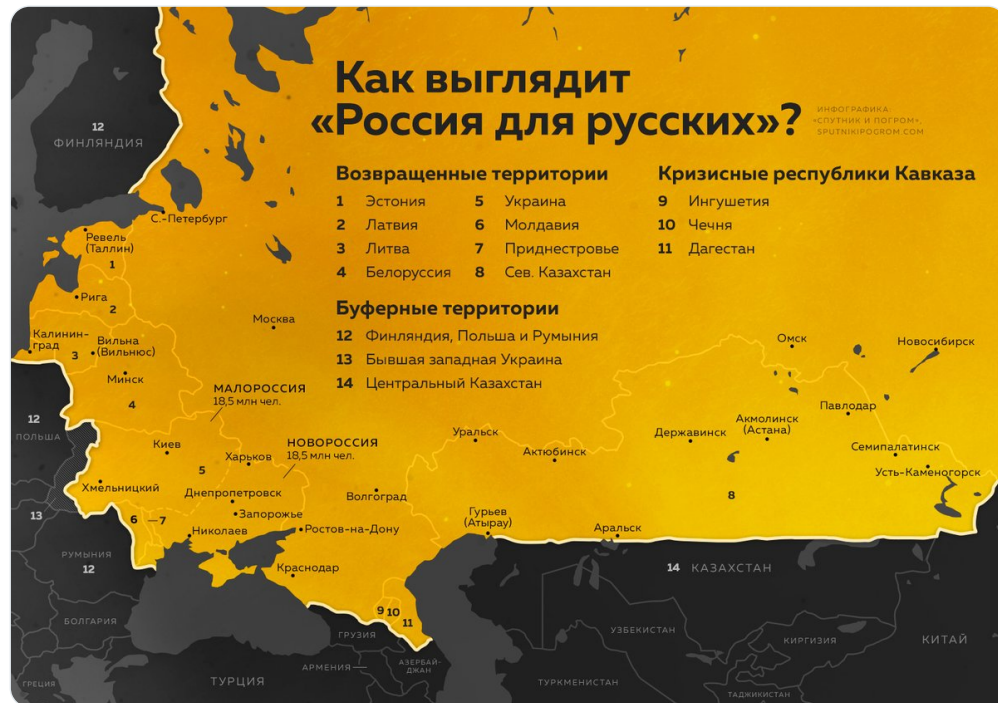 Как выглядит
«Россия для русских»?
ИНФОГРАФИКА:
«СПУТНИК И ПОГРОМ»,
SPUTNIKIPOGROM.COM
Возвращенные территории
1 Эстония
2 Латвия
3 Литва
4 Белоруссия
5 Украина
6 Молдавия
7 Приднестровье
8 Сев. Казахстан
Кризисные республики Кавказа
9 Ингушетия
10 Чечня
11 Дагестан
Буферные территории
12 Финляндия, Польша и Румыния
13 Бывшая западная Украина
14 Центральный Казахстан
12
ФИНЛЯНДИЯ
С.-Петербург
Ревель
(Таллин)
1
Рига
2
Калинин-
град
3
Вильна
(Вильнюс)
Москва
Минск
4
МАЛОРОССИЯ
18,5 млн чел.
12
ПОЛЬША
Киев
5
Харьков
НОВОРОССИЯ
18,5 млн чел.
Хмельницкий
Днепропетровск
13
6
7
Запорожье
Николаев
Ростов-на-Дону
Волгоград
Краснодар
РУМЫНИЯ
12
БОЛГАРИЯ
ГРЕЦИЯ
ТУРЦИЯ
9
10
11
ГРУЗИЯ
АРМЕНИЯ
АЗЕРБАЙ-
ДЖАН
Уральск
Актюбинск
Гурьев
(Атырау)
Аральск
Омск
Новосибирск
Павлодар
Державинск
Акмолинск
(Астана)
Семипалатинск
Усть-Каменогорск
8
14 КАЗАХСТАН
УЗБЕКИСТАН
КИРГИЗИЯ
КИТАЙ
ТУРКМЕНИСТАН
ТАДЖИКИСТАН